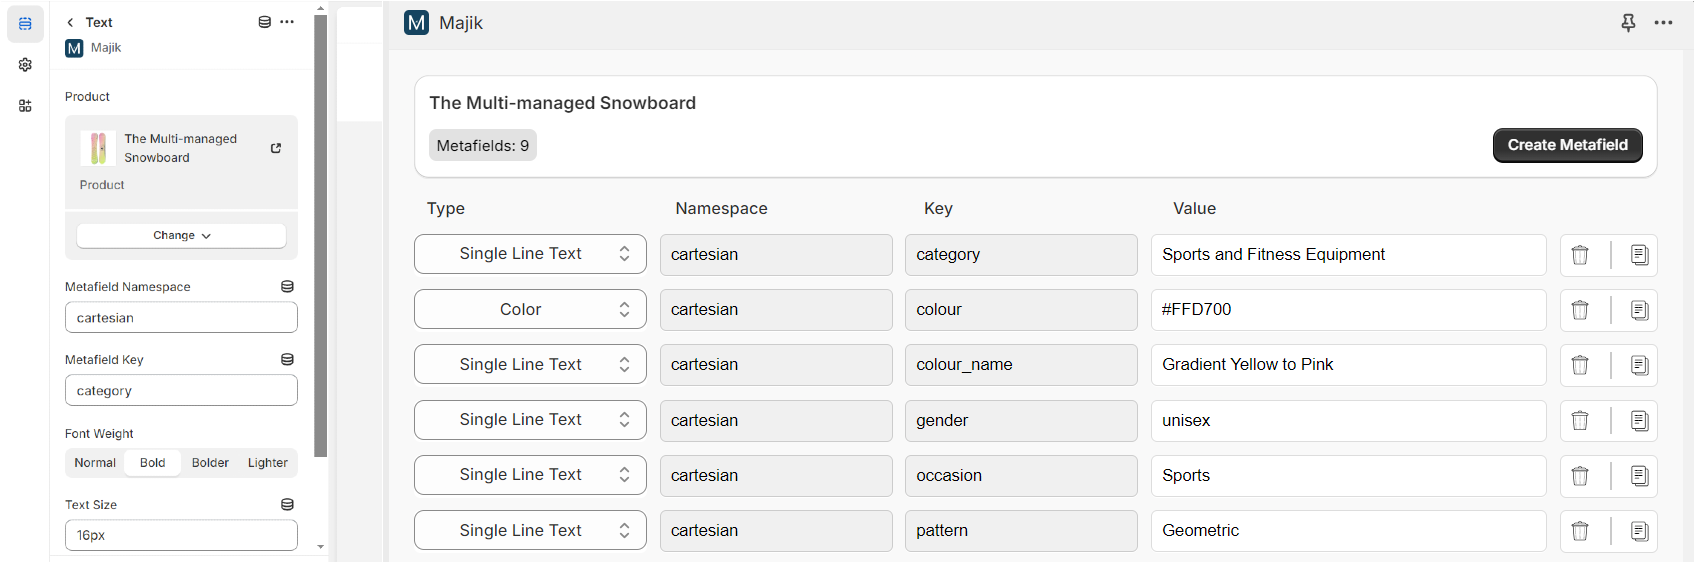 Text
Majik
Product
The Multi-managed
Snowboard
Product
Change
Metafield Namespace
cartesian
Metafield Key
category
Font Weight
Normal Bold Bolder Lighter
Text Size
16px
M Majik
The Multi-managed Snowboard
Metafields: 9
Create Metafield
Type Namespace Key Value
Single Line Text cartesian category Sports and Fitness Equipment
Color cartesian colour #FFD700
Single Line Text cartesian colour_name Gradient Yellow to Pink
Single Line Text cartesian gender unisex
Single Line Text cartesian occasion Sports
Single Line Text cartesian pattern Geometric